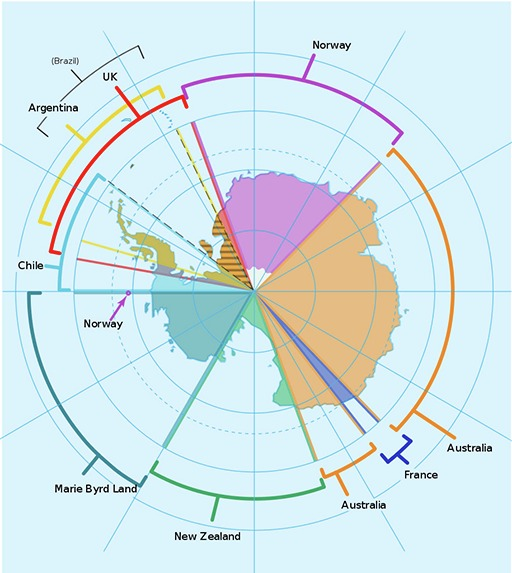 Norway
(Brazil)
UK
Argentina
Chile
Norway
Australia
France
Marie Byrd Land
Australia
New Zealand